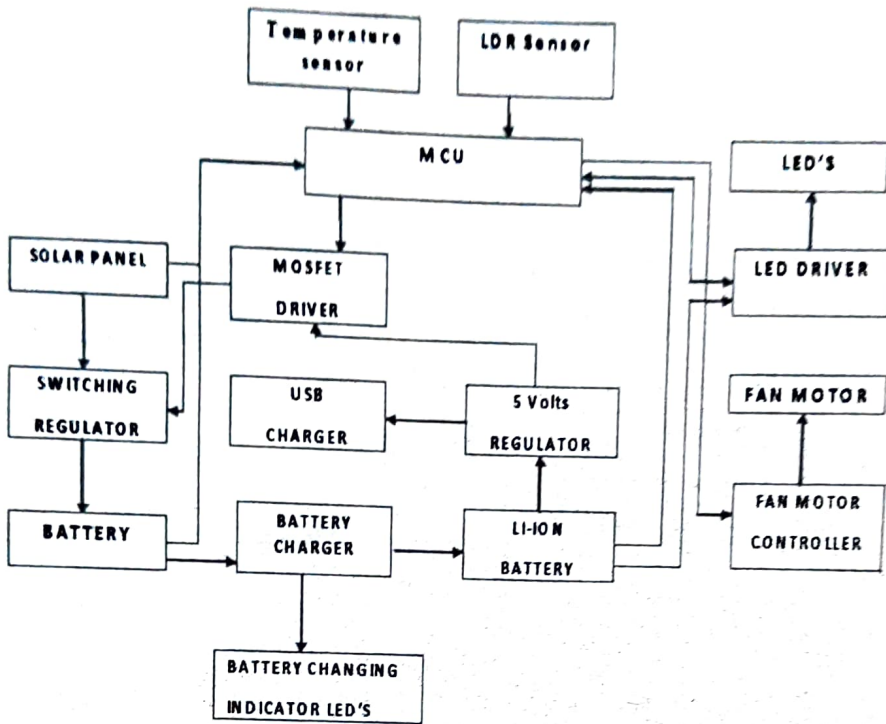 Temperature
sensor
LDR Sensor
MCU
LED'S
SOLAR PANEL
MOSFET
DRIVER
LED DRIVER
SWITCHING
REGULATOR
USB
CHARGER
5 Volts
REGULATOR
FAN MOTOR
BATTERY
BATTERY
CHARGER
LI-ION
BATTERY
FAN MOTOR
CONTROLLER
BATTERY CHANGING
INDICATOR LED'S